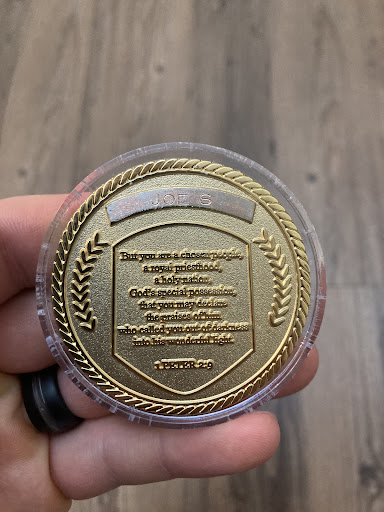 JOE S
But you are a chosen people,
a royal priesthood,
a holy nation,
God's special possession,
that you may declare
the praises of him
who called you out of darkness
into his wonderful light.
1 PETER 2:9